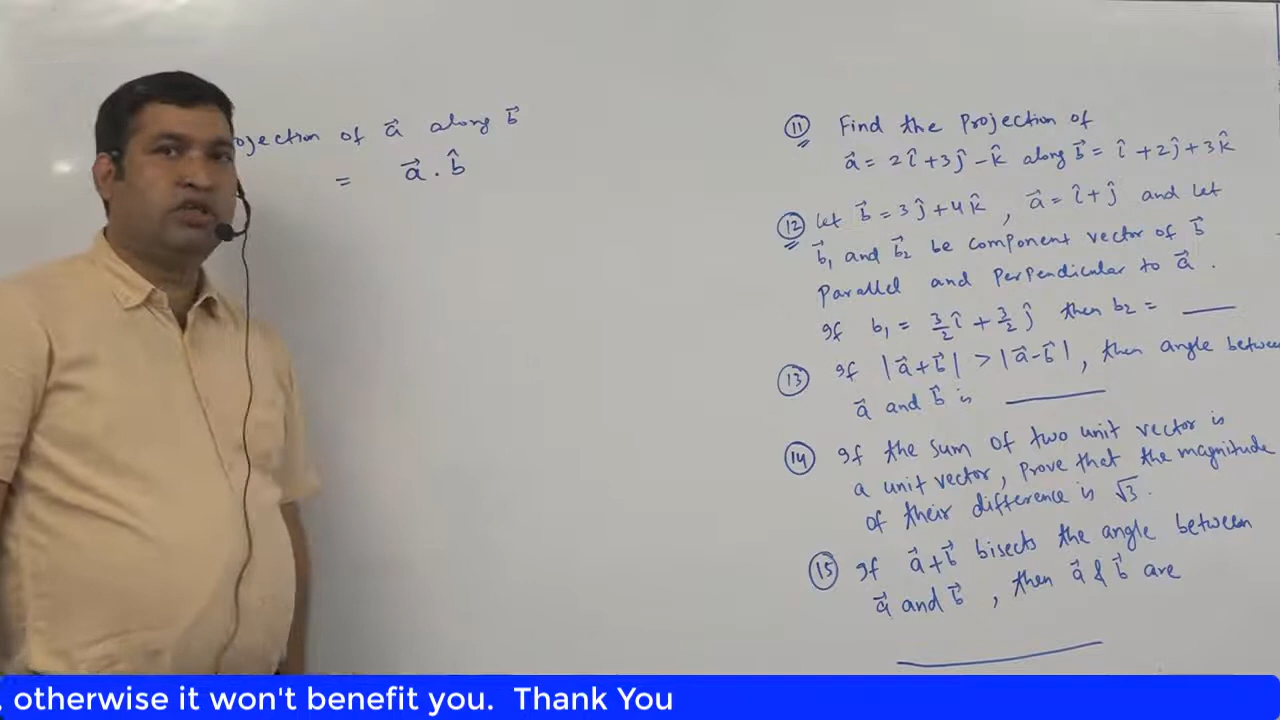 ojection of a⃗ along b⃗
= a⃗ . b̂
⑪ Find the Projection of
a⃗ = 2î + 3ĵ - k̂ along b⃗ = î + 2ĵ + 3k̂
⑫ Let b⃗ = 3ĵ + 4k̂ , a⃗ = î + ĵ and let
b⃗₁ and b⃗₂ be component vector of b⃗
Parallel and Perpendicular to a⃗ .
If b₁ = 3/2 î + 3/2 ĵ then b₂ = ____
⑬ If |a⃗ + b⃗| > |a⃗ - b⃗| , then angle between
a⃗ and b⃗ is ____
⑭ If the sum of two unit vector is
a unit vector, prove that the magnitude
of their difference is √3.
⑮ If a⃗ + b⃗ bisects the angle between
a⃗ and b⃗ , then a⃗ & b⃗ are
____
. otherwise it won't benefit you. Thank You